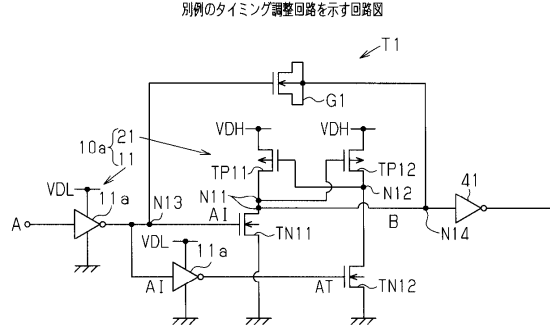 別例のタイミング調整回路を示す回路図
T1
G1
VDH VDH
10a { 21
11
TP11 TP12
VDL 11a N13 N11 N12 41
A AI B
TN11 N14
VDL 11a
AI AT TN12